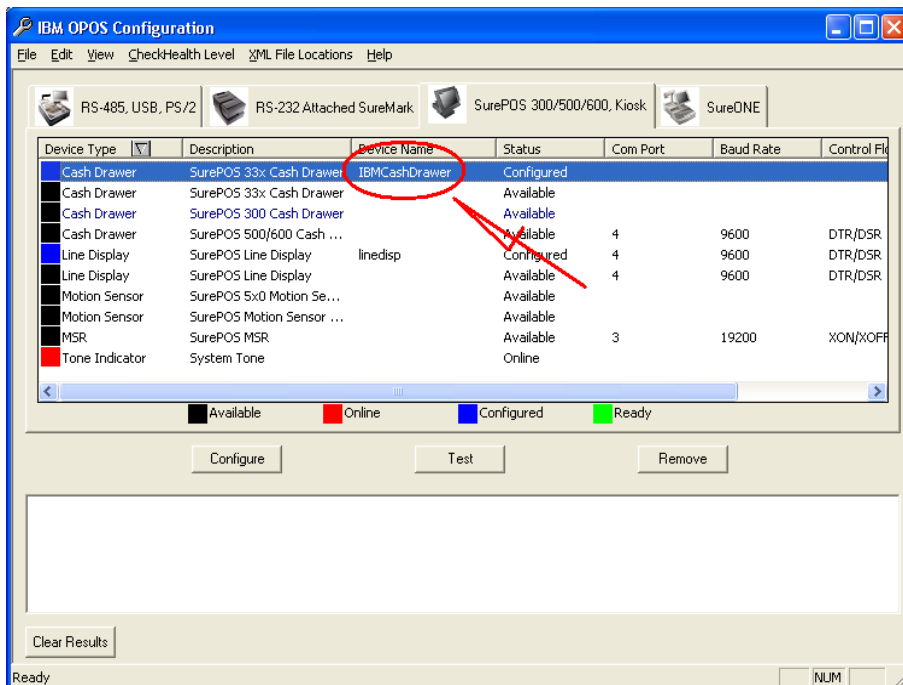 IBM OPOS Configuration
File Edit View CheckHealth Level XML File Locations Help
RS-485, USB, PS/2 RS-232 Attached SureMark SurePOS 300/500/600, Kiosk SureONE
Device Type Description Device Name Status Com Port Baud Rate Control Flo
Cash Drawer SurePOS 33x Cash Drawer IBMCashDrawer Configured
Cash Drawer SurePOS 33x Cash Drawer Available
Cash Drawer SurePOS 300 Cash Drawer Available
Cash Drawer SurePOS 500/600 Cash ... Available 4 9600 DTR/DSR
Line Display SurePOS Line Display linedisp Configured 4 9600 DTR/DSR
Line Display SurePOS Line Display Available 4 9600 DTR/DSR
Motion Sensor SurePOS 5x0 Motion Se... Available
Motion Sensor SurePOS Motion Sensor ... Available
MSR SurePOS MSR Available 3 19200 XON/XOFF
Tone Indicator System Tone Online
Available Online Configured Ready
Configure Test Remove
Clear Results
Ready NUM